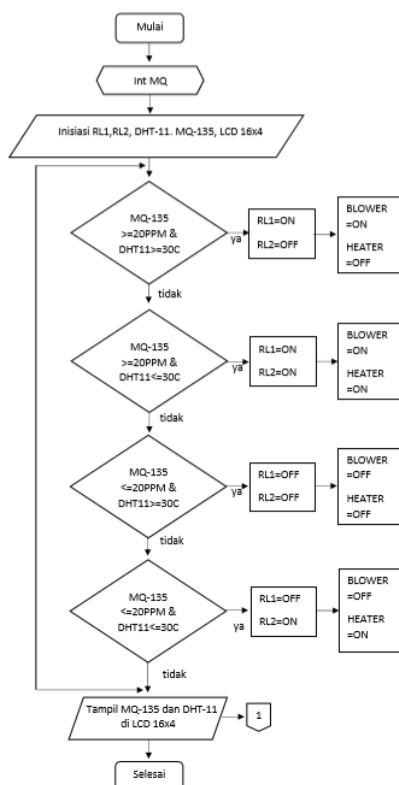 Mulai
Int MQ
Inisiasi RL1,RL2, DHT-11. MQ-135, LCD 16x4
MQ-135
>=20PPM &
DHT11>=30C
ya
RL1=ON
RL2=OFF
BLOWER
=ON
HEATER
=OFF
tidak
MQ-135
>=20PPM &
DHT11<=30C
ya
RL1=ON
RL2=ON
BLOWER
=ON
HEATER
=ON
tidak
MQ-135
<=20PPM &
DHT11>=30C
ya
RL1=OFF
RL2=OFF
BLOWER
=OFF
HEATER
=OFF
tidak
MQ-135
<=20PPM &
DHT11<=30C
ya
RL1=OFF
RL2=ON
BLOWER
=OFF
HEATER
=ON
tidak
Tampil MQ-135 dan DHT-11
di LCD 16x4
1
Selesai